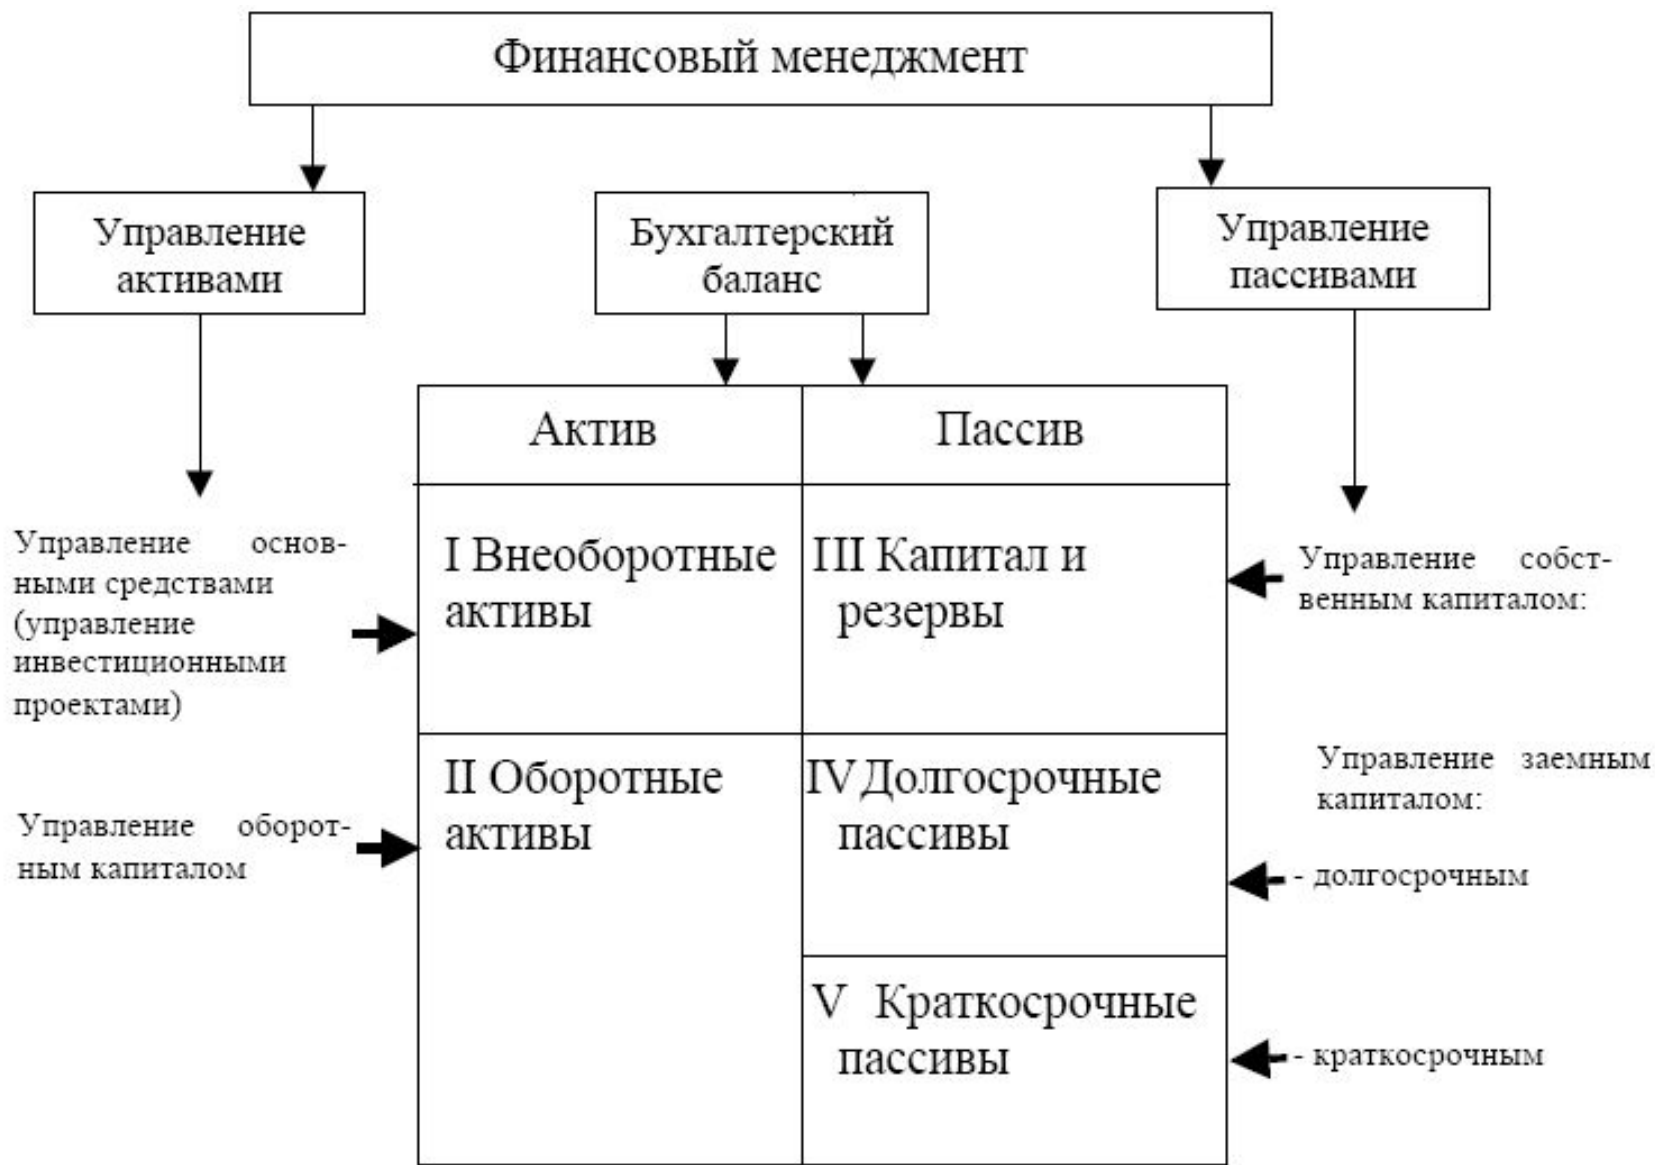 Финансовый менеджмент
Управление
активами
Бухгалтерский
баланс
Управление
пассивами
Актив
Пассив
Управление основ-
ными средствами
(управление
инвестиционными
проектами)
I Внеоборотные
активы
III Капитал и
резервы
Управление собст-
венным капиталом:
Управление оборот-
ным капиталом
II Оборотные
активы
IV Долгосрочные
пассивы
Управление заемным
капиталом:
- долгосрочным
V Краткосрочные
пассивы
- краткосрочным